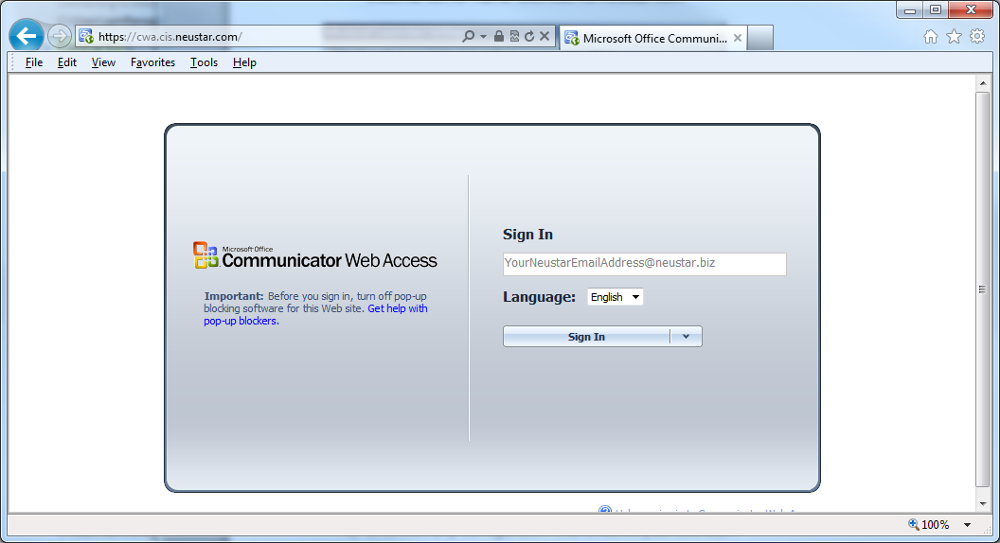 https://cwa.cis.neustar.com/
Microsoft Office Communi...
File Edit View Favorites Tools Help
Microsoft Office
Communicator Web Access
Important: Before you sign in, turn off pop-up
blocking software for this Web site. Get help with
pop-up blockers.
Sign In
YourNeustarEmailAddress@neustar.biz
Language: English
Sign In
100%